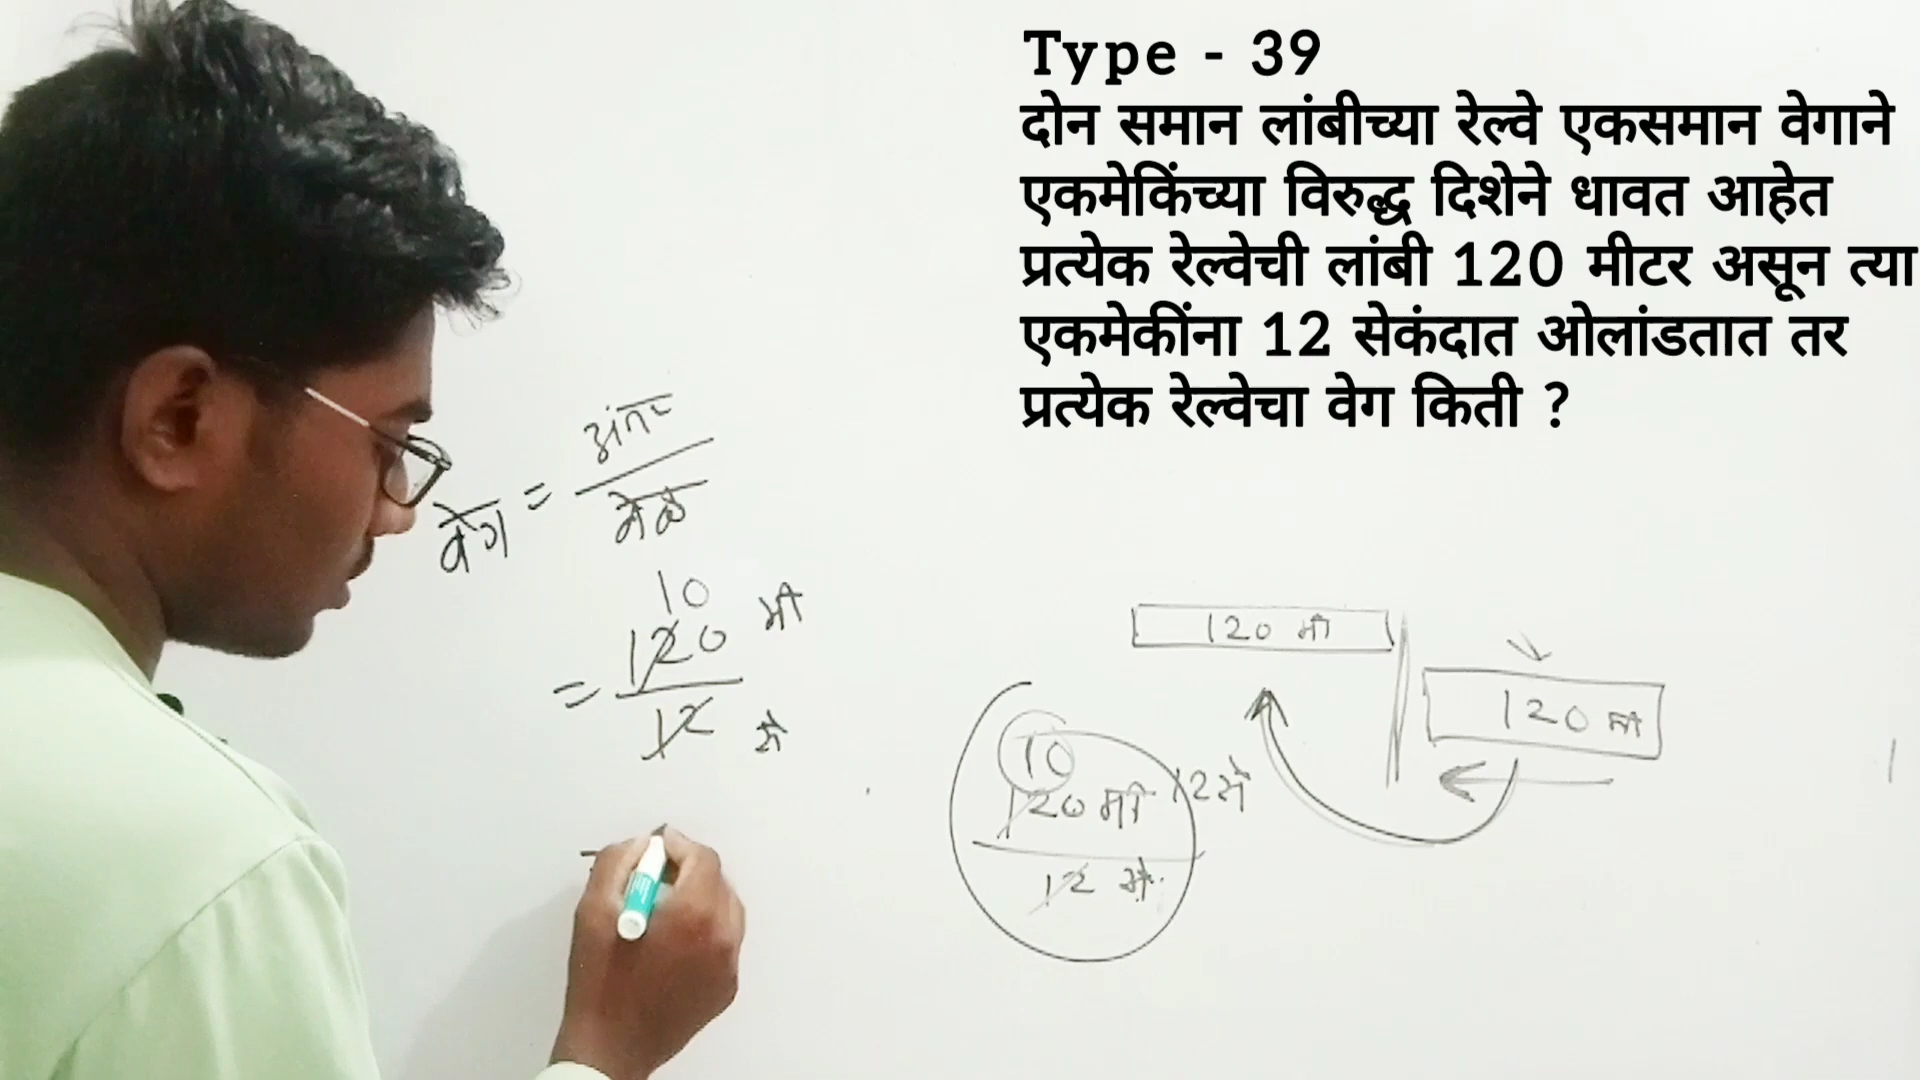 Type - 39
दोन समान लांबीच्या रेल्वे एकसमान वेगाने
एकमेकिंच्या विरुद्ध दिशेने धावत आहेत
प्रत्येक रेल्वेची लांबी 120 मीटर असून त्या
एकमेकींना 12 सेकंदात ओलांडतात तर
प्रत्येक रेल्वेचा वेग किती ?
वेग = अंतर
वेळ
10
= 120 मी
12 से
120 मी
120 मी
10
120 मी 12से
12 से.